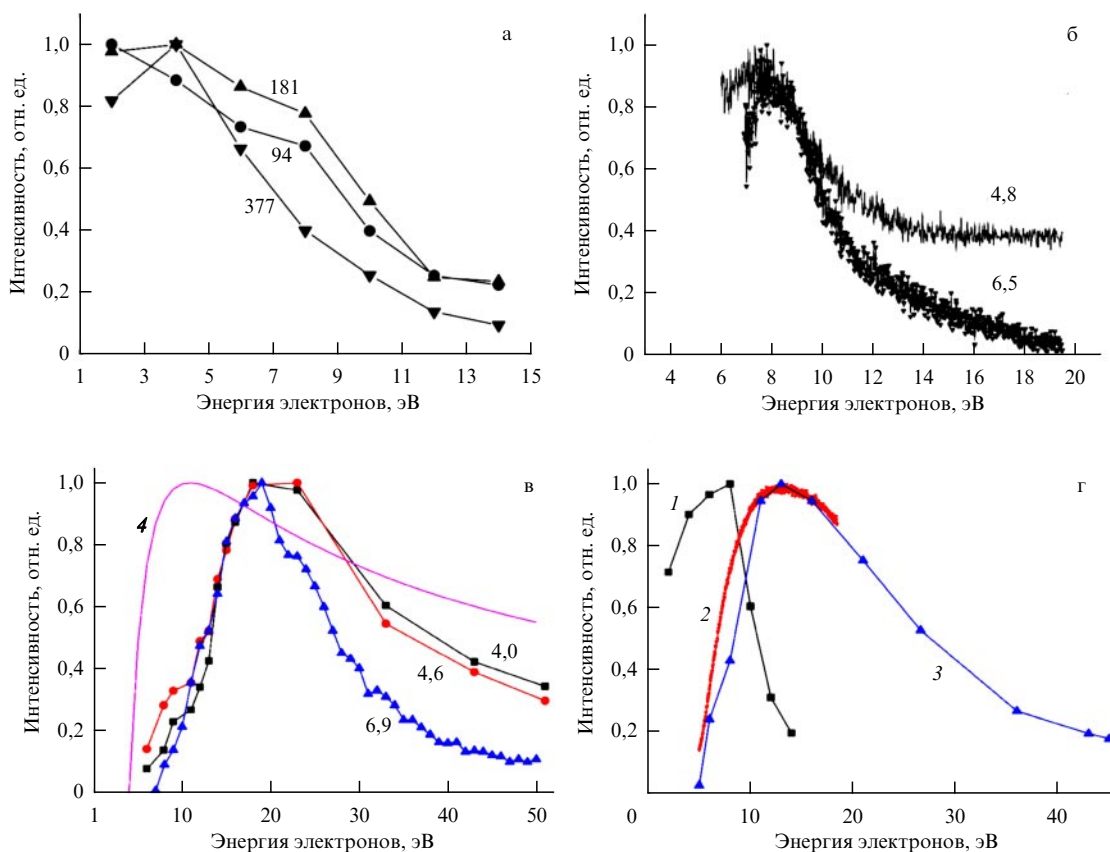 а
Интенсивность, отн. ед.
1,0
0,8
0,6
0,4
0,2
0
181
94
377
1 3 5 7 9 11 13 15
Энергия электронов, эВ
б
Интенсивность, отн. ед.
1,0
0,8
0,6
0,4
0,2
0
4,8
6,5
4 6 8 10 12 14 16 18 20
Энергия электронов, эВ
в
Интенсивность, отн. ед.
1,0
0,8
0,6
0,4
0,2
0
4
4,0
4,6
6,9
1 10 20 30 40 50
Энергия электронов, эВ
г
Интенсивность, отн. ед.
1,0
0,8
0,6
0,4
0,2
1
2
3
0 10 20 30 40
Энергия электронов, эВ